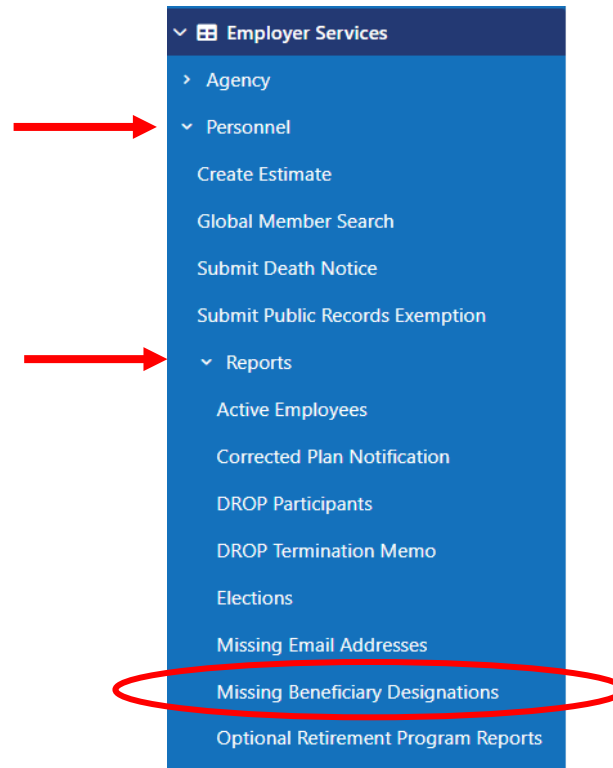 Employer Services
Agency
Personnel
Create Estimate
Global Member Search
Submit Death Notice
Submit Public Records Exemption
Reports
Active Employees
Corrected Plan Notification
DROP Participants
DROP Termination Memo
Elections
Missing Email Addresses
Missing Beneficiary Designations
Optional Retirement Program Reports